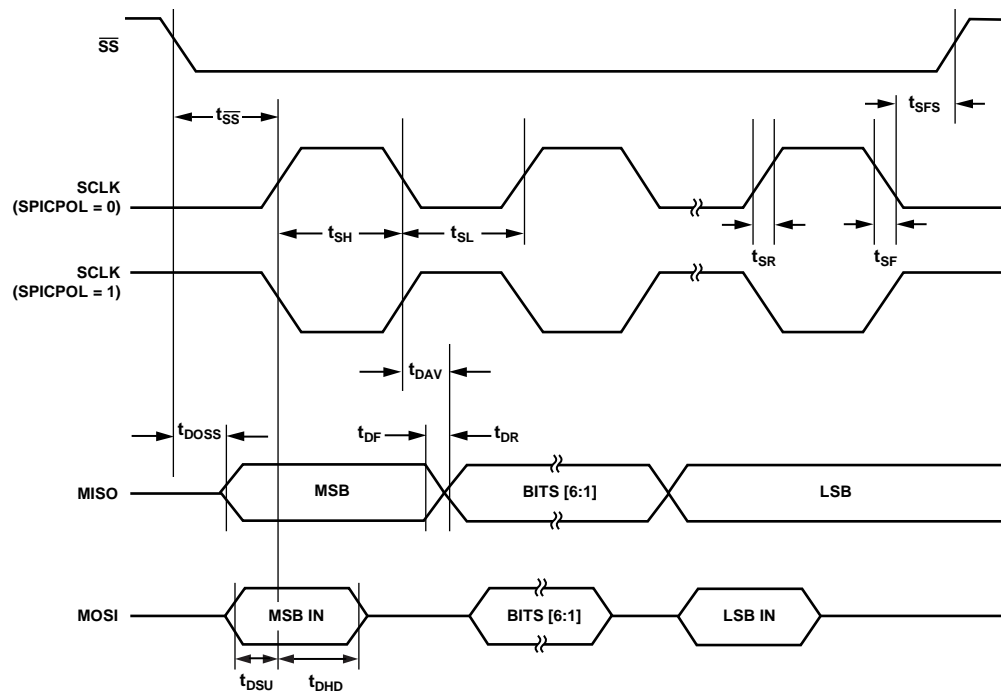 SS
tSS
tSFS
SCLK
(SPICPOL = 0)
tSH
tSL
tSR
tSF
SCLK
(SPICPOL = 1)
tDAV
tDOSS
tDF
tDR
MISO
MSB
BITS [6:1]
LSB
MOSI
MSB IN
BITS [6:1]
LSB IN
tDSU
tDHD